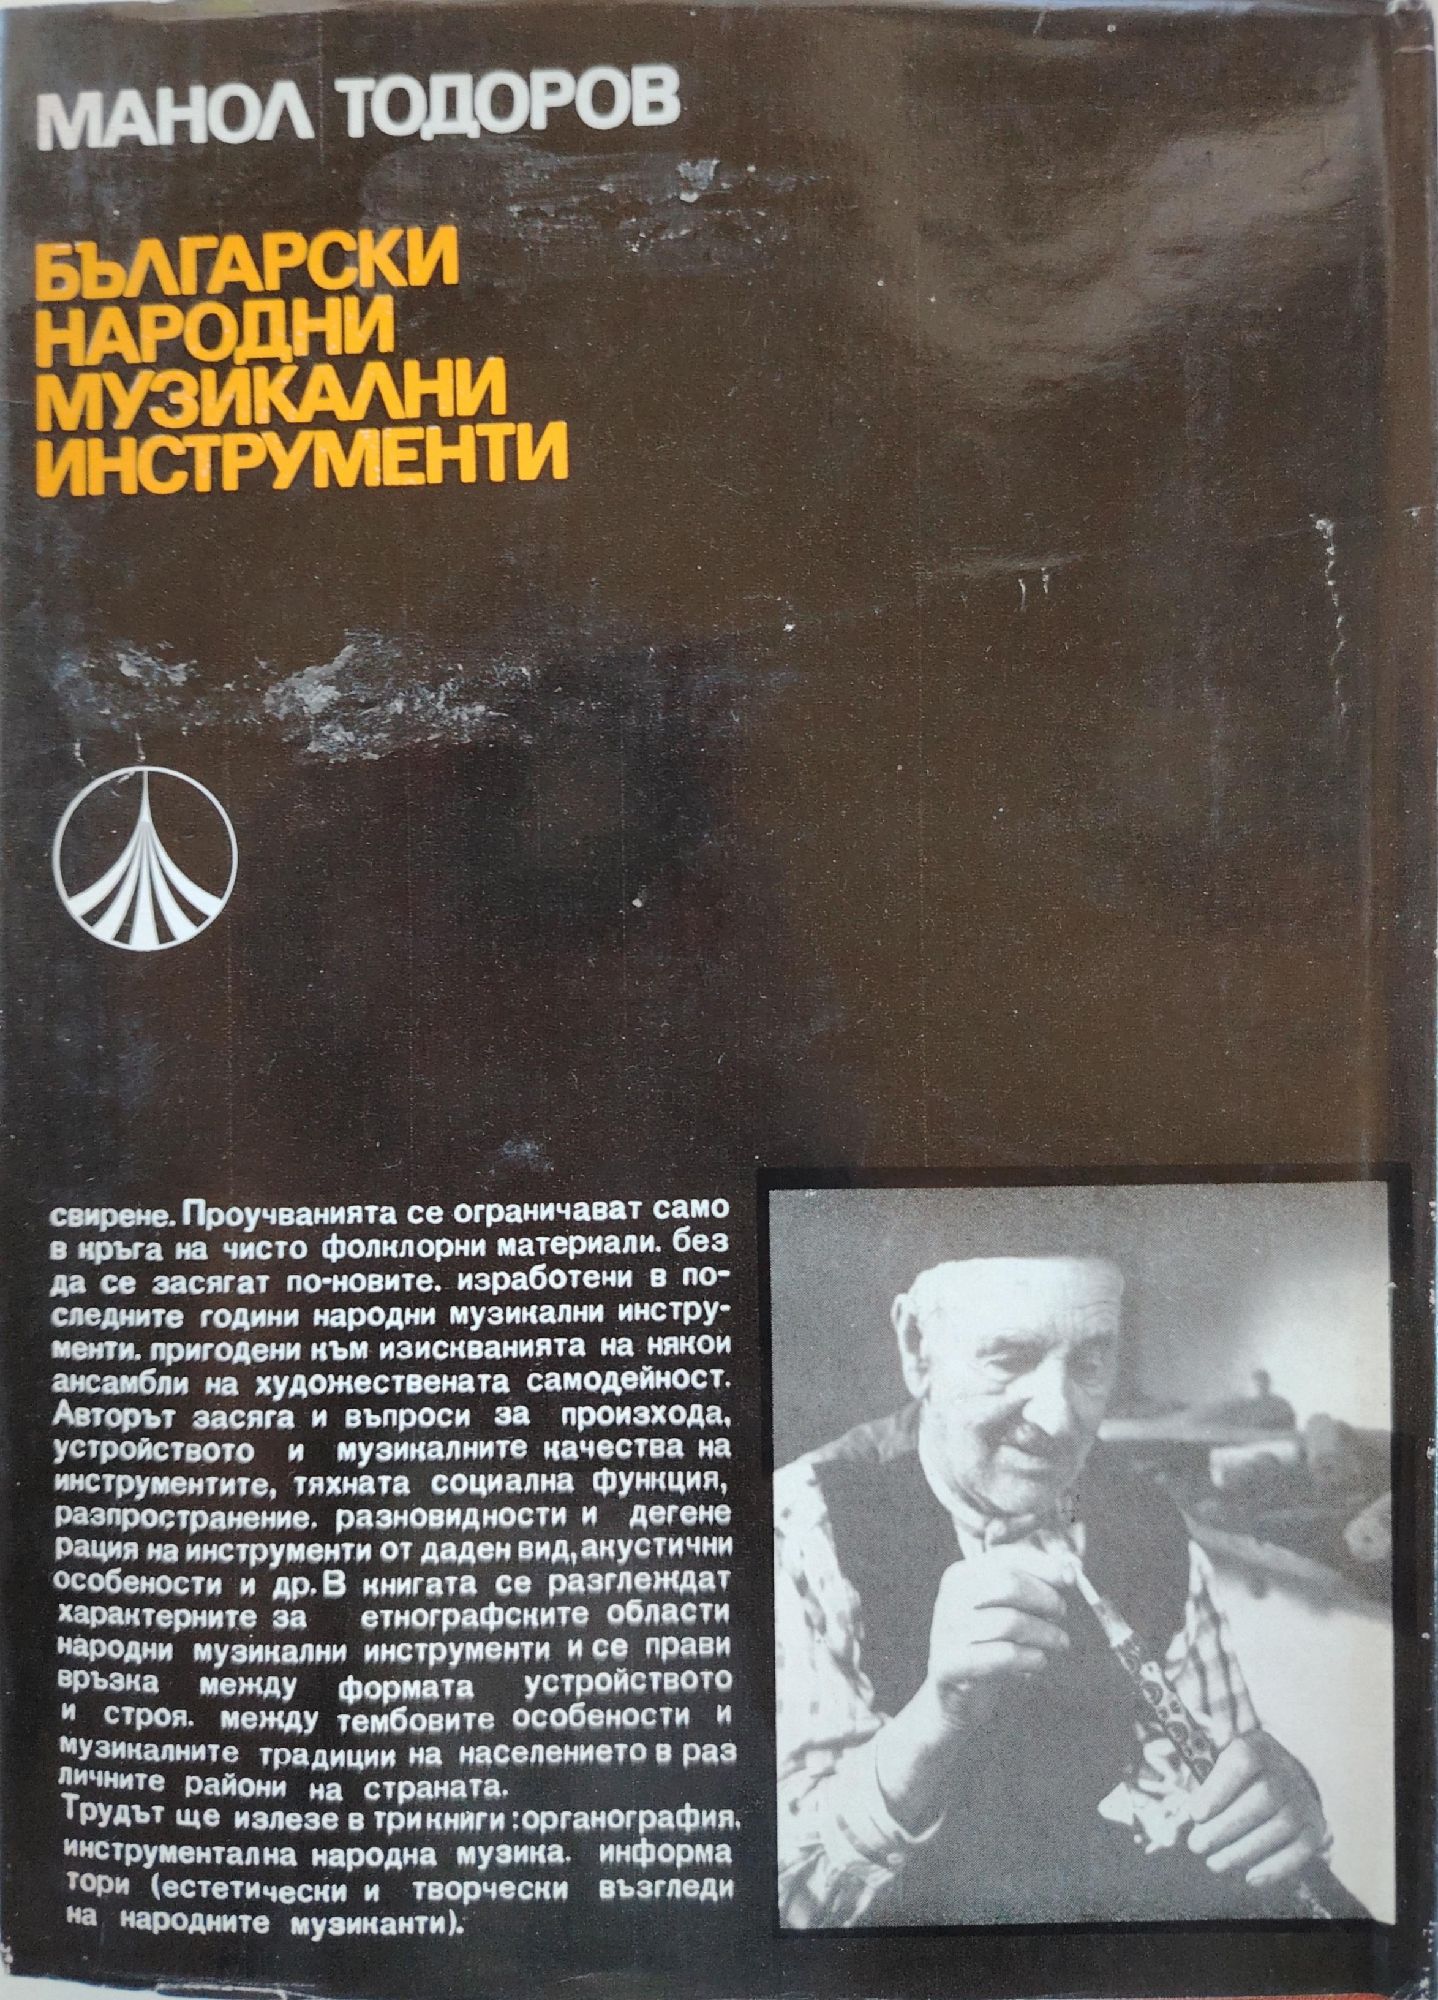 МАНОЛ ТОДОРОВ
БЪЛГАРСКИ
НАРОДНИ
МУЗИКАЛНИ
ИНСТРУМЕНТИ
свирене. Проучванията се ограничават само
в кръга на чисто фолклорни материали. без
да се засягат по-новите. изработени в по-
следните години народни музикални инстру-
менти. пригодени към изискванията на някои
ансамбли на художествената самодейност.
Авторът засяга и въпроси за произхода,
устройството и музикалните качества на
инструментите, тяхната социална функция,
разпространение. разновидности и дегене
рация на инструменти от даден вид, акустични
особености и др. В книгата се разглеждат
характерните за етнографските области
народни музикални инструменти и се прави
връзка между формата устройството
и строя. между тембовите особености и
музикалните традиции на населението в раз
личните райони на страната.
Трудът ще излезе в три книги : органография.
инструментална народна музика. информа
тори (естетически и творчески възгледи
на народните музиканти).